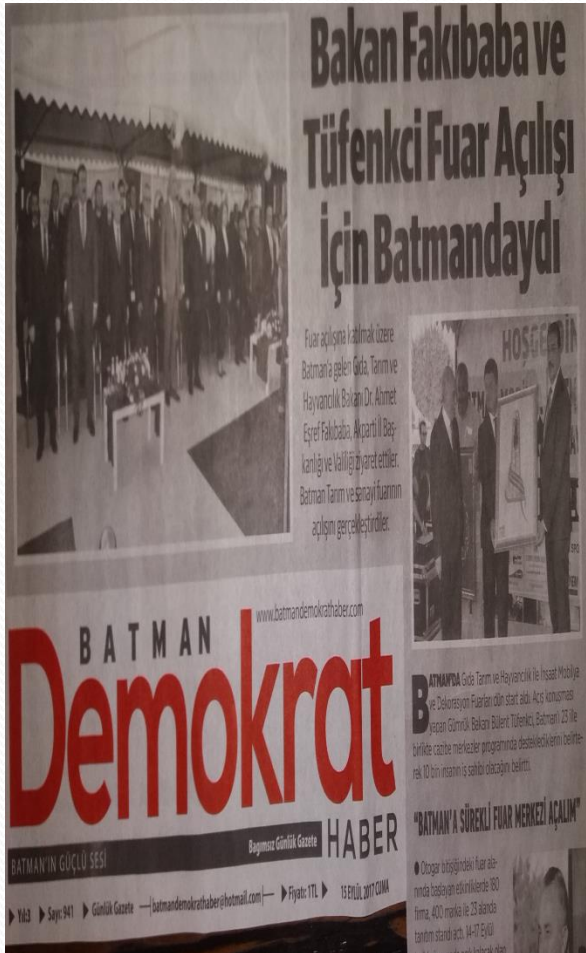 Bakan Fakıbaba ve
Tüfenkci Fuar Açılışı
İçin Batmandaydı
Fuar açılışına katılmak üzere
Batman'a gelen Gıda, Tarım ve
Hayvancılık Bakanı Dr. Ahmet
Eşref Fakıbaba, Akparti İl Baş-
kanlığı ve Valiliği ziyaret ettiler.
Batman Tarım ve sanayi fuarının
açılışını gerçekleştirdiler.
HOŞGELDİN
www.batmandemokrathaber.com
BATMAN
Demokrat
HABER
Bağımsız Günlük Gazete
BATMAN'IN GÜÇLÜ SESİ
Yıl:3 Sayı: 941 Günlük Gazete batmandemokrathaber@hotmail.com Fiyatı: 1TL 15 EYLÜL 2017 CUMA
BATMAN'DA Gıda Tarım ve Hayvancılık ile İnşaat Mobilya
ve Dekorasyon Fuarları dün start aldı. Açış konuşması
yapan Gümrük Bakanı Bülent Tüfenkci, Batman'ı 23 ile
birlikte cazibe merkezler programında desteklediklerini belirte-
rek 10 bin insanın iş sahibi olacağını belirtti.
"BATMAN'A SÜREKLİ FUAR MERKEZİ AÇALIM"
Otogar bitişiğindeki fuar ala-
nında başlayan etkinliklerde 180
firma, 400 marka ile 23 alanda
tanıtım standı açtı. 14-17 Eylül